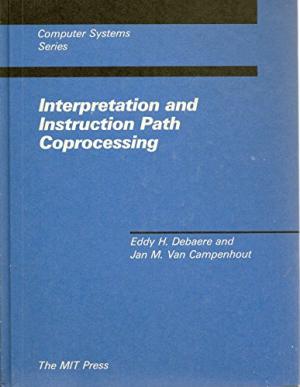 Computer Systems
Series
Interpretation and
Instruction Path
Coprocessing
Eddy H. Debaere and
Jan M. Van Campenhout
The MIT Press